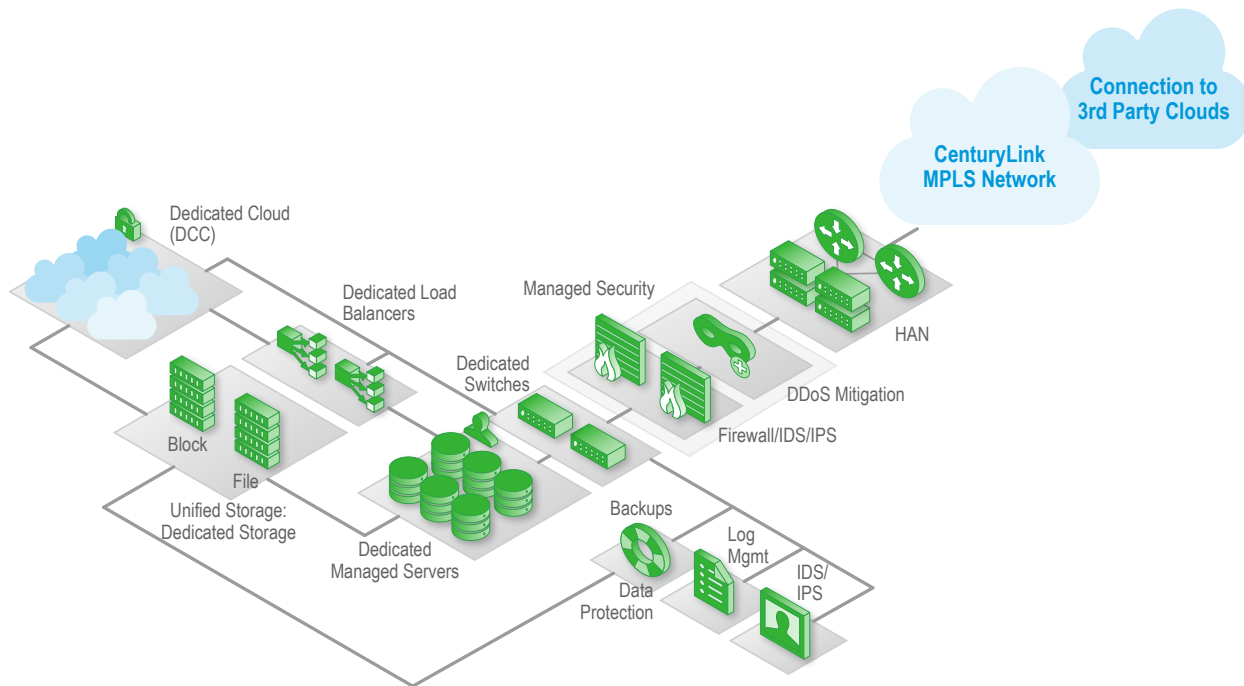 Connection to
3rd Party Clouds
CenturyLink
MPLS Network
Dedicated Cloud
(DCC)
Dedicated Load
Balancers
Managed Security
HAN
Dedicated
Switches
DDoS Mitigation
Firewall/IDS/IPS
Block
File
Unified Storage:
Dedicated Storage
Dedicated
Managed Servers
Backups
Log
Mgmt
IDS/
IPS
Data
Protection